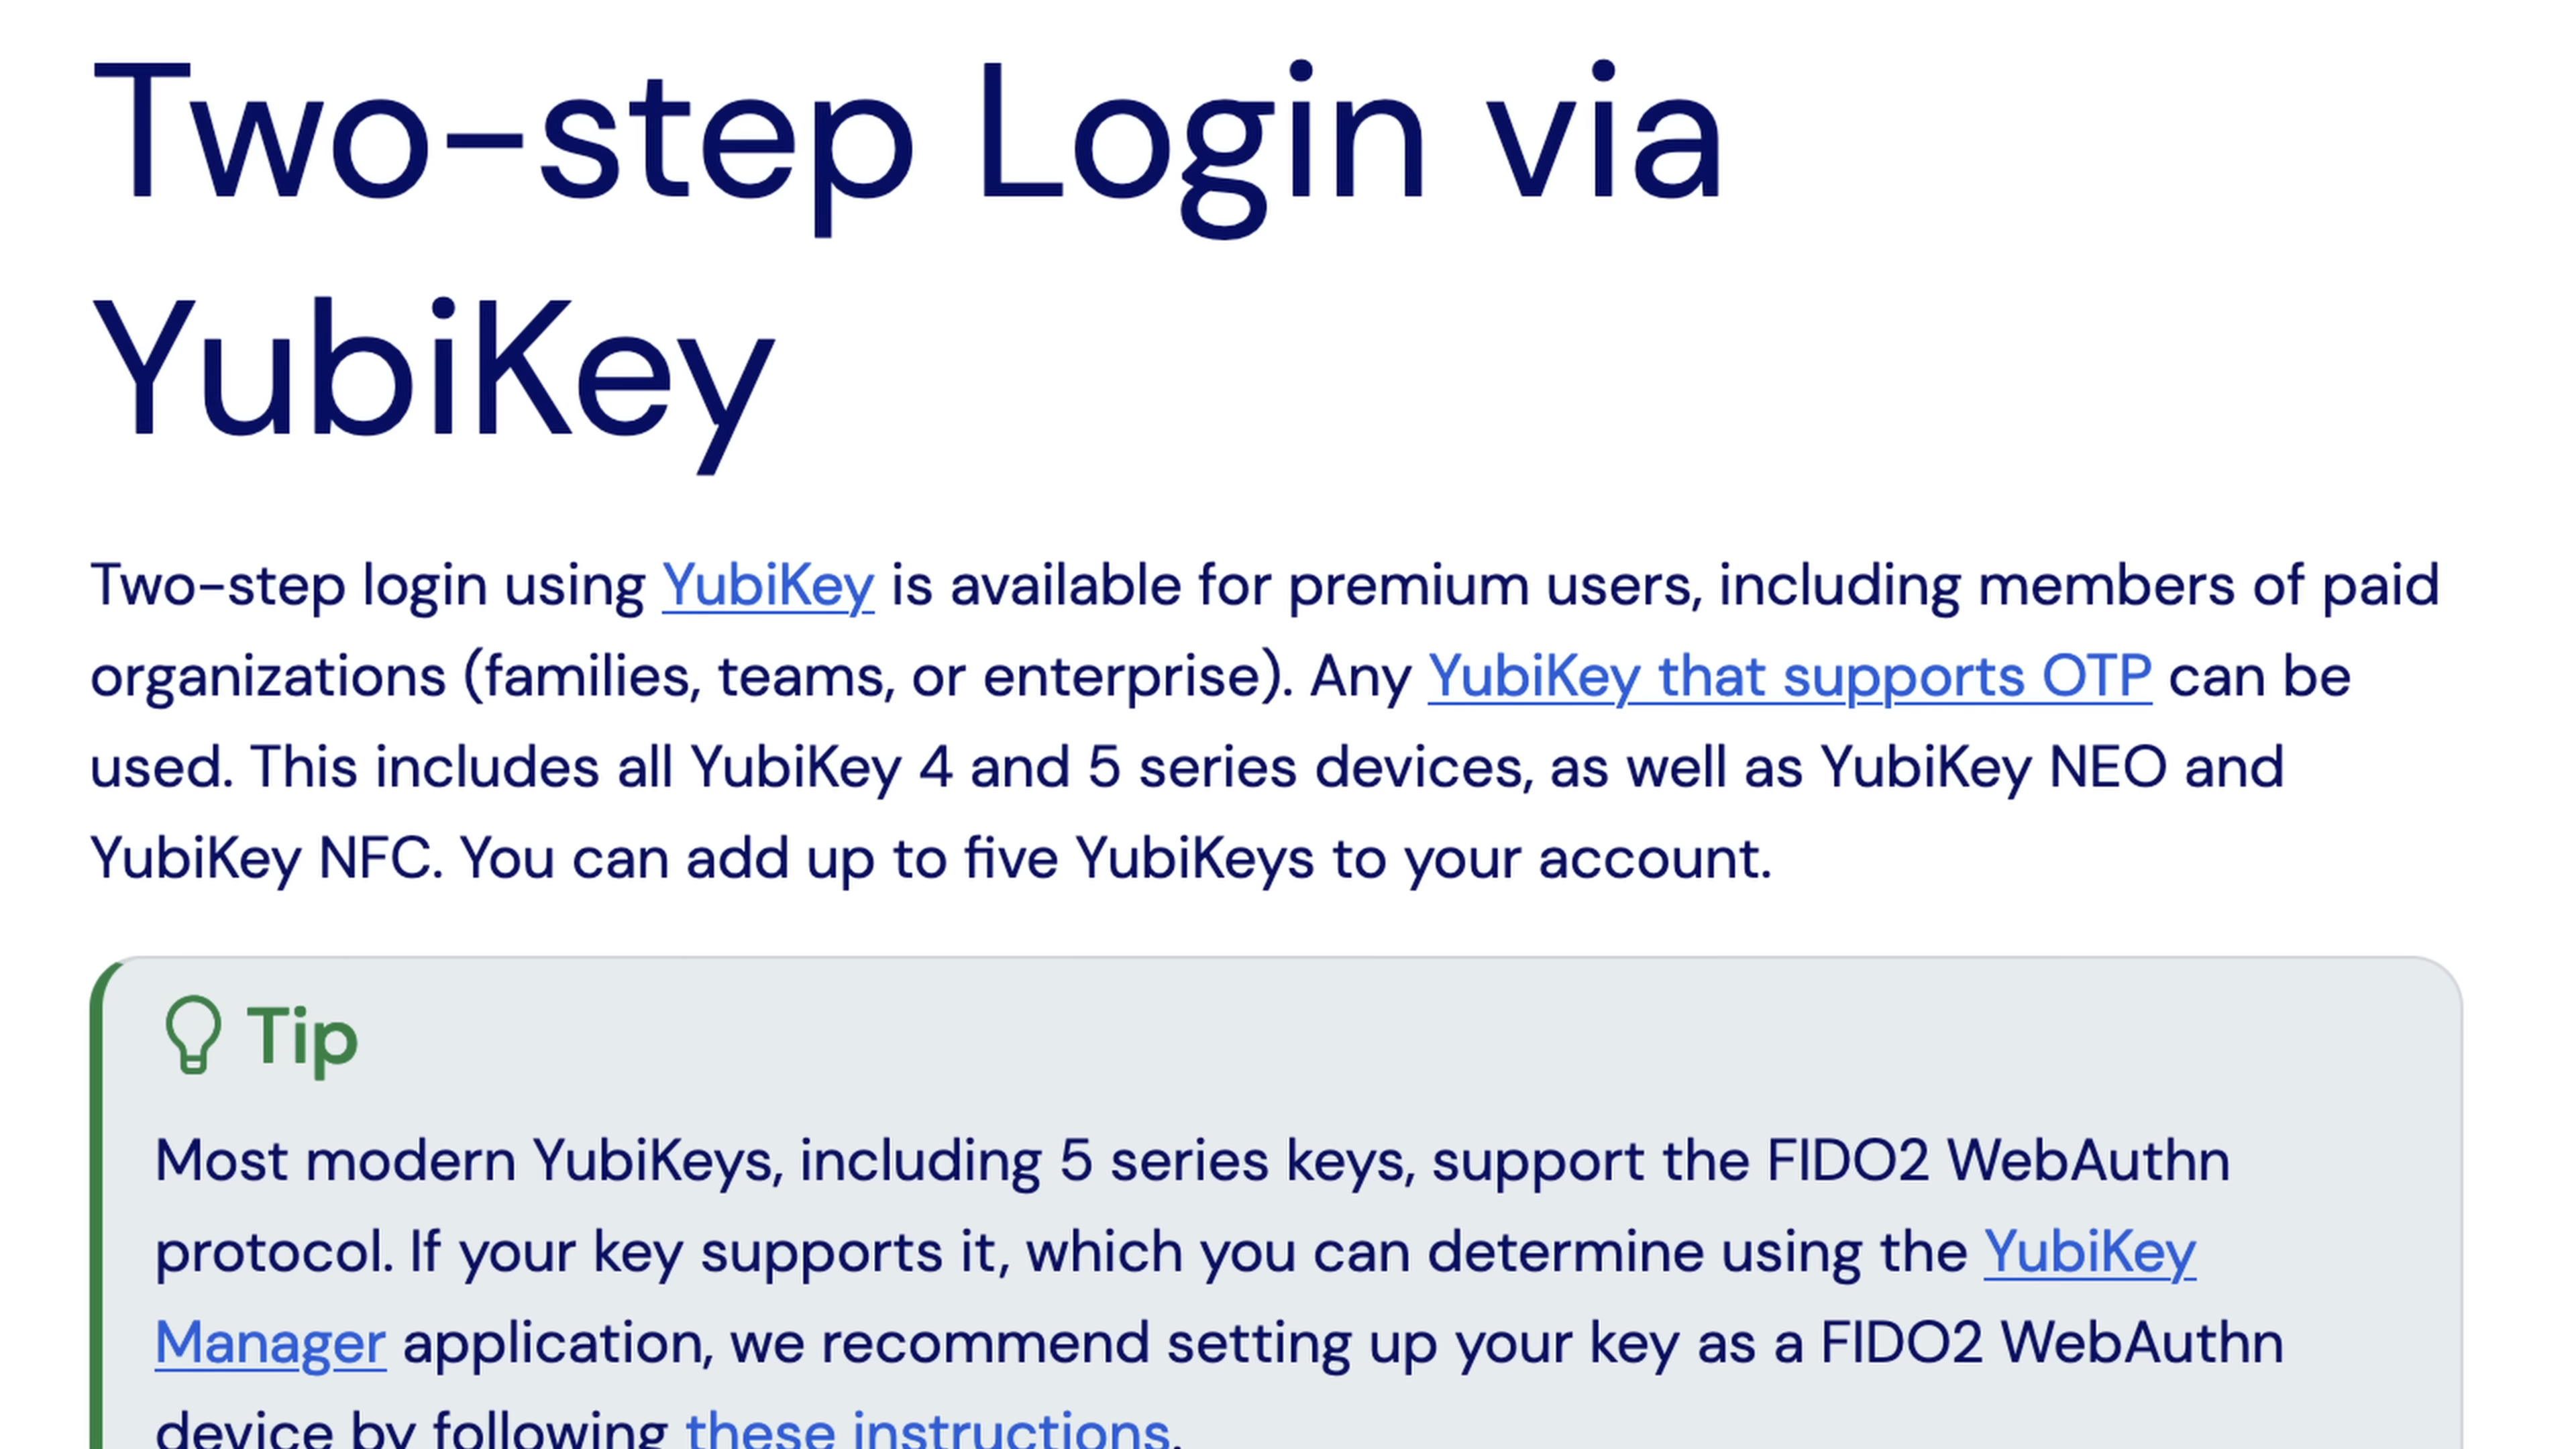 Two-step Login via
YubiKey
Two-step login using YubiKey is available for premium users, including members of paid
organizations (families, teams, or enterprise). Any YubiKey that supports OTP can be
used. This includes all YubiKey 4 and 5 series devices, as well as YubiKey NEO and
YubiKey NFC. You can add up to five YubiKeys to your account.
Tip
Most modern YubiKeys, including 5 series keys, support the FIDO2 WebAuthn
protocol. If your key supports it, which you can determine using the YubiKey
Manager application, we recommend setting up your key as a FIDO2 WebAuthn
device by following these instructions.